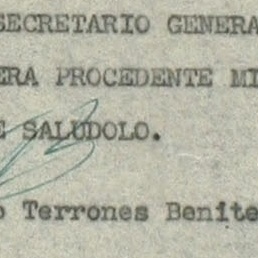 SECRETARIO GENERA
ERA PROCEDENTE MI
E SALUDOLO.
o Terrones Benite